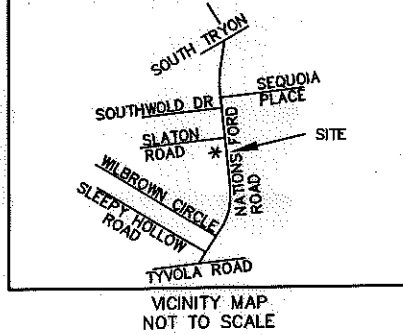 SOUTH TRYON
SEQUOIA
PLACE
SOUTHWOLD DR
SLATON
ROAD
*
SITE
NATIONS FORD
ROAD
WILBROWN CIRCLE
SLEEPY HOLLOW
ROAD
TYVOLA ROAD
VICINITY MAP
NOT TO SCALE